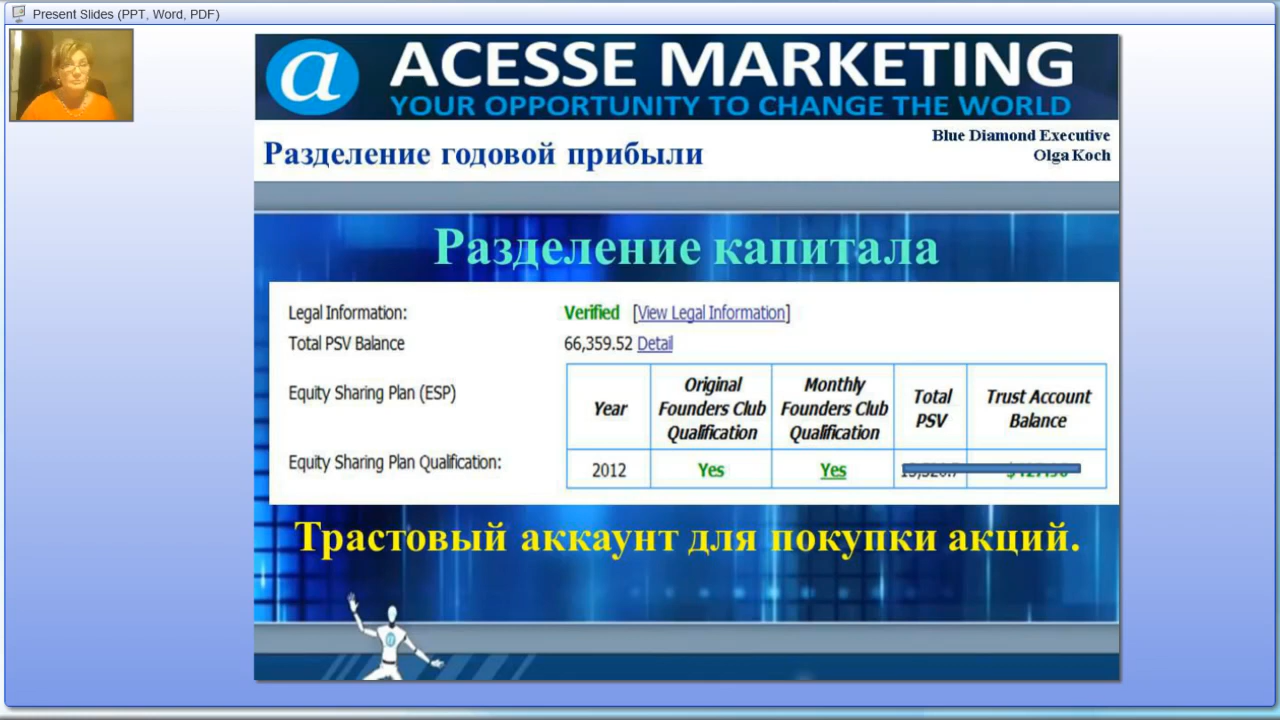 Present Slides (PPT, Word, PDF)
a ACESSE MARKETING
YOUR OPPORTUNITY TO CHANGE THE WORLD
Blue Diamond Executive
Olga Koch
Разделение годовой прибыли
Разделение капитала
Legal Information: Verified [View Legal Information]
Total PSV Balance 66,359.52 Detail
Equity Sharing Plan (ESP)
Year Original Founders Club Qualification Monthly Founders Club Qualification Total PSV Trust Account Balance
Equity Sharing Plan Qualification: 2012 Yes Yes
Трастовый аккаунт для покупки акций.